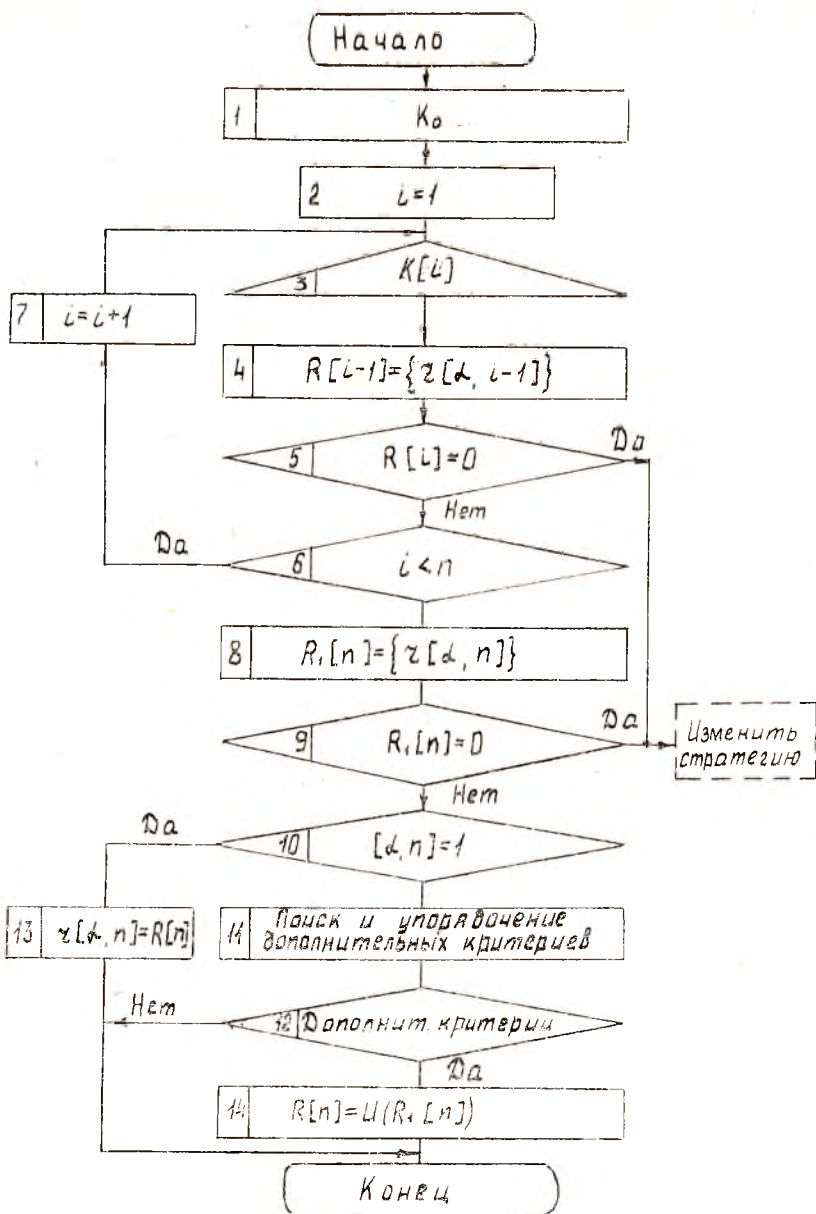 Начало
1 K₀
2 i=1
3 K[i]
7 i=i+1
4 R[i-1]={r[α, i-1]}
5 R[i]=0
Да
Нет
Да
6 i<n
8 R₁[n]={r[α, n]}
9 R₁[n]=0
Да
Изменить
стратегию
Нет
Да
10 [α, n]=1
13 r[α, n]=R[n]
11 Поиск и упорядочение
дополнительных критериев
Нет
12 Дополнит. критерии
Да
14 R[n]=U(R₁[n])
Конец